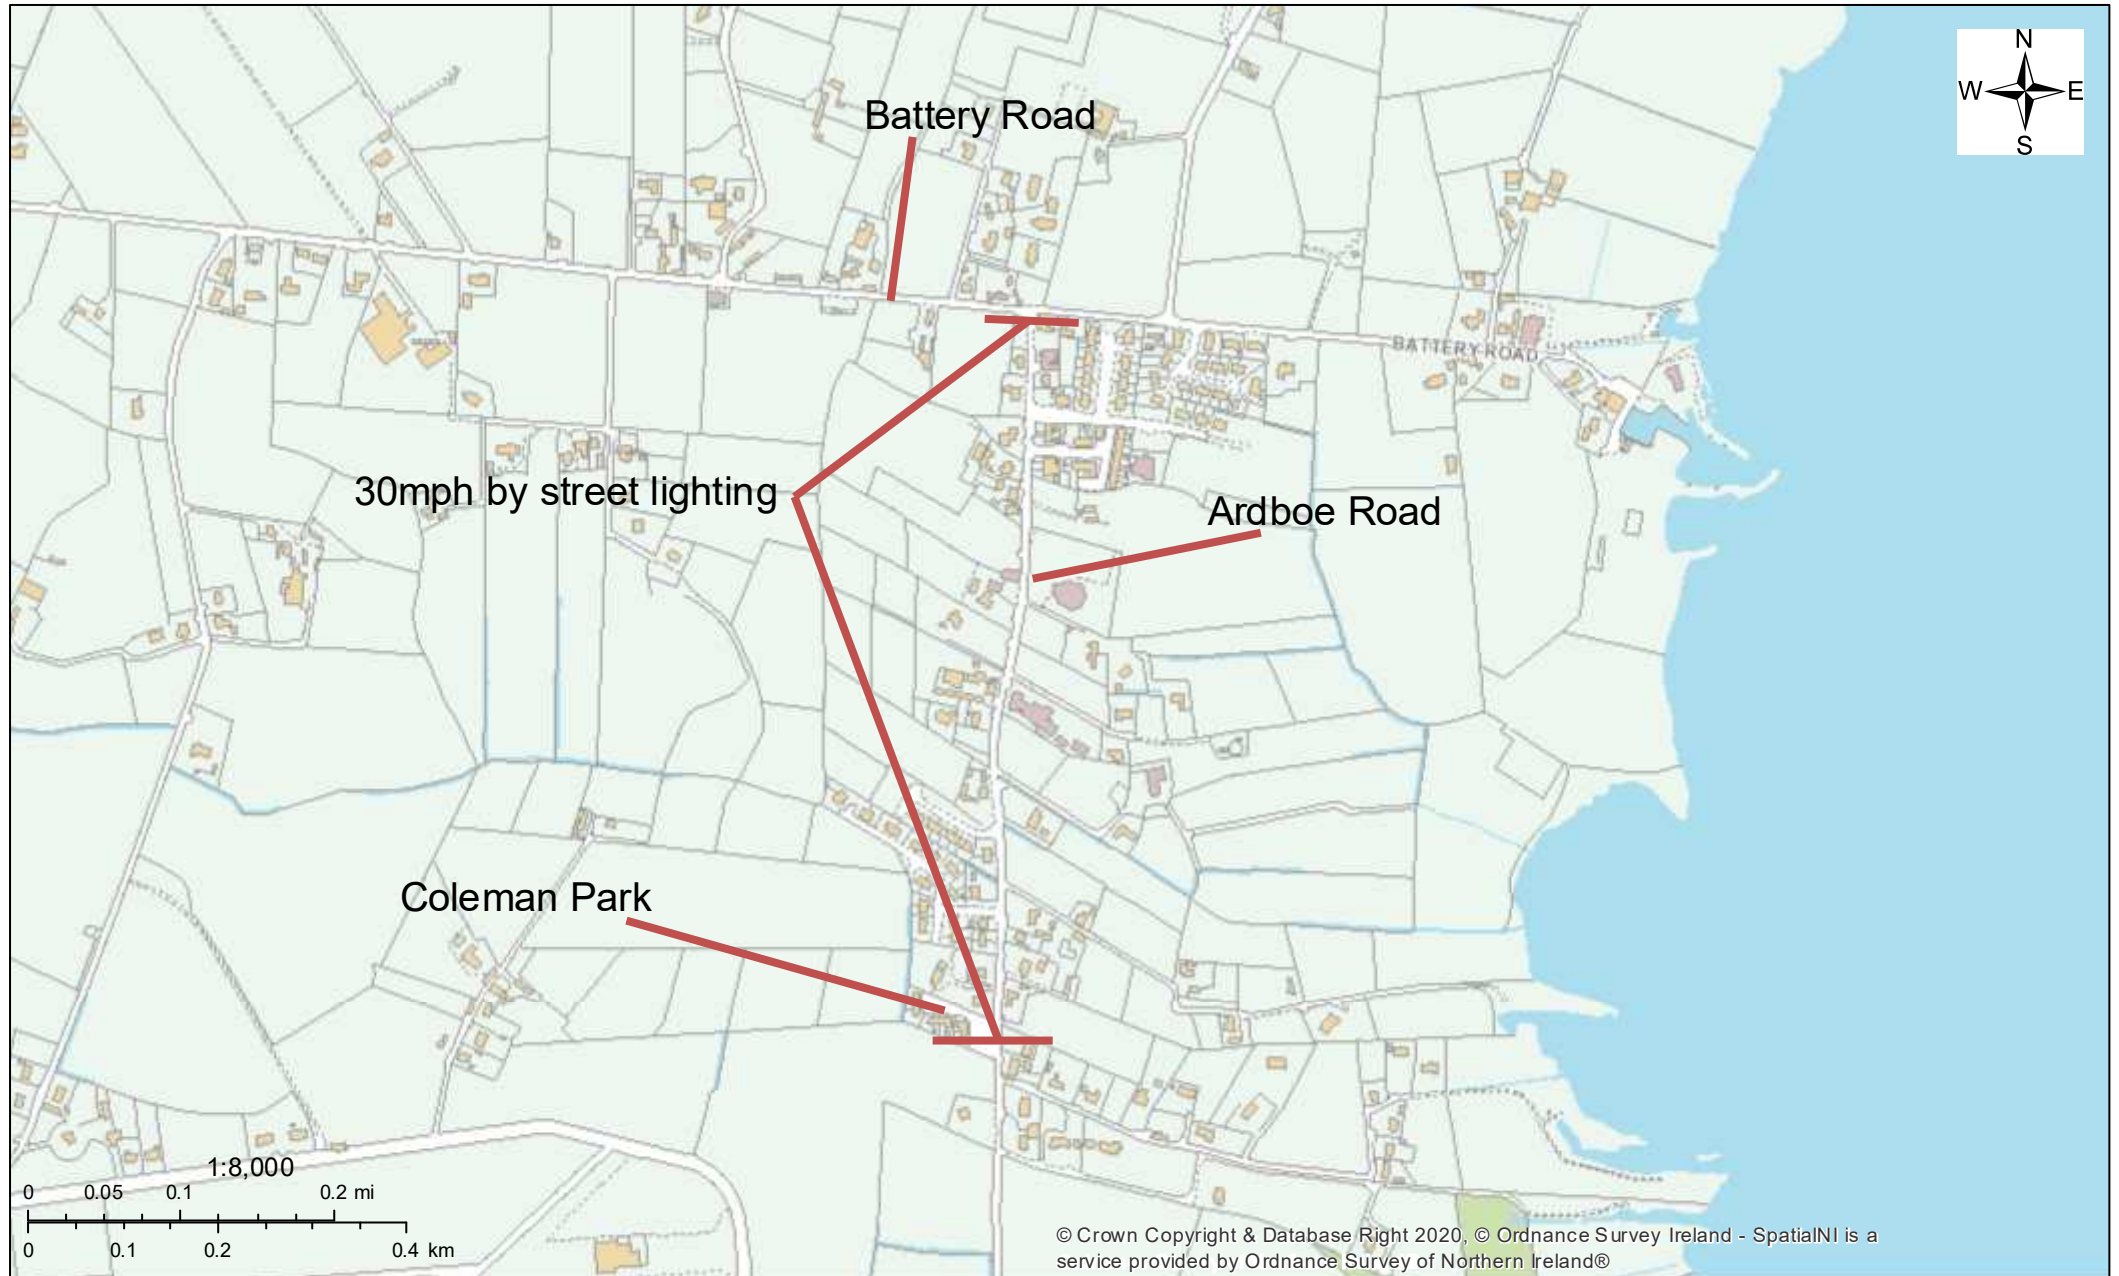 N
W E
S
Battery Road
BATTERY ROAD
30mph by street lighting
Ardboe Road
Coleman Park
1:8,000
0 0.05 0.1 0.2 mi
0 0.1 0.2 0.4 km
© Crown Copyright & Database Right 2020, © Ordnance Survey Ireland - SpatialNI is a
service provided by Ordnance Survey of Northern Ireland®